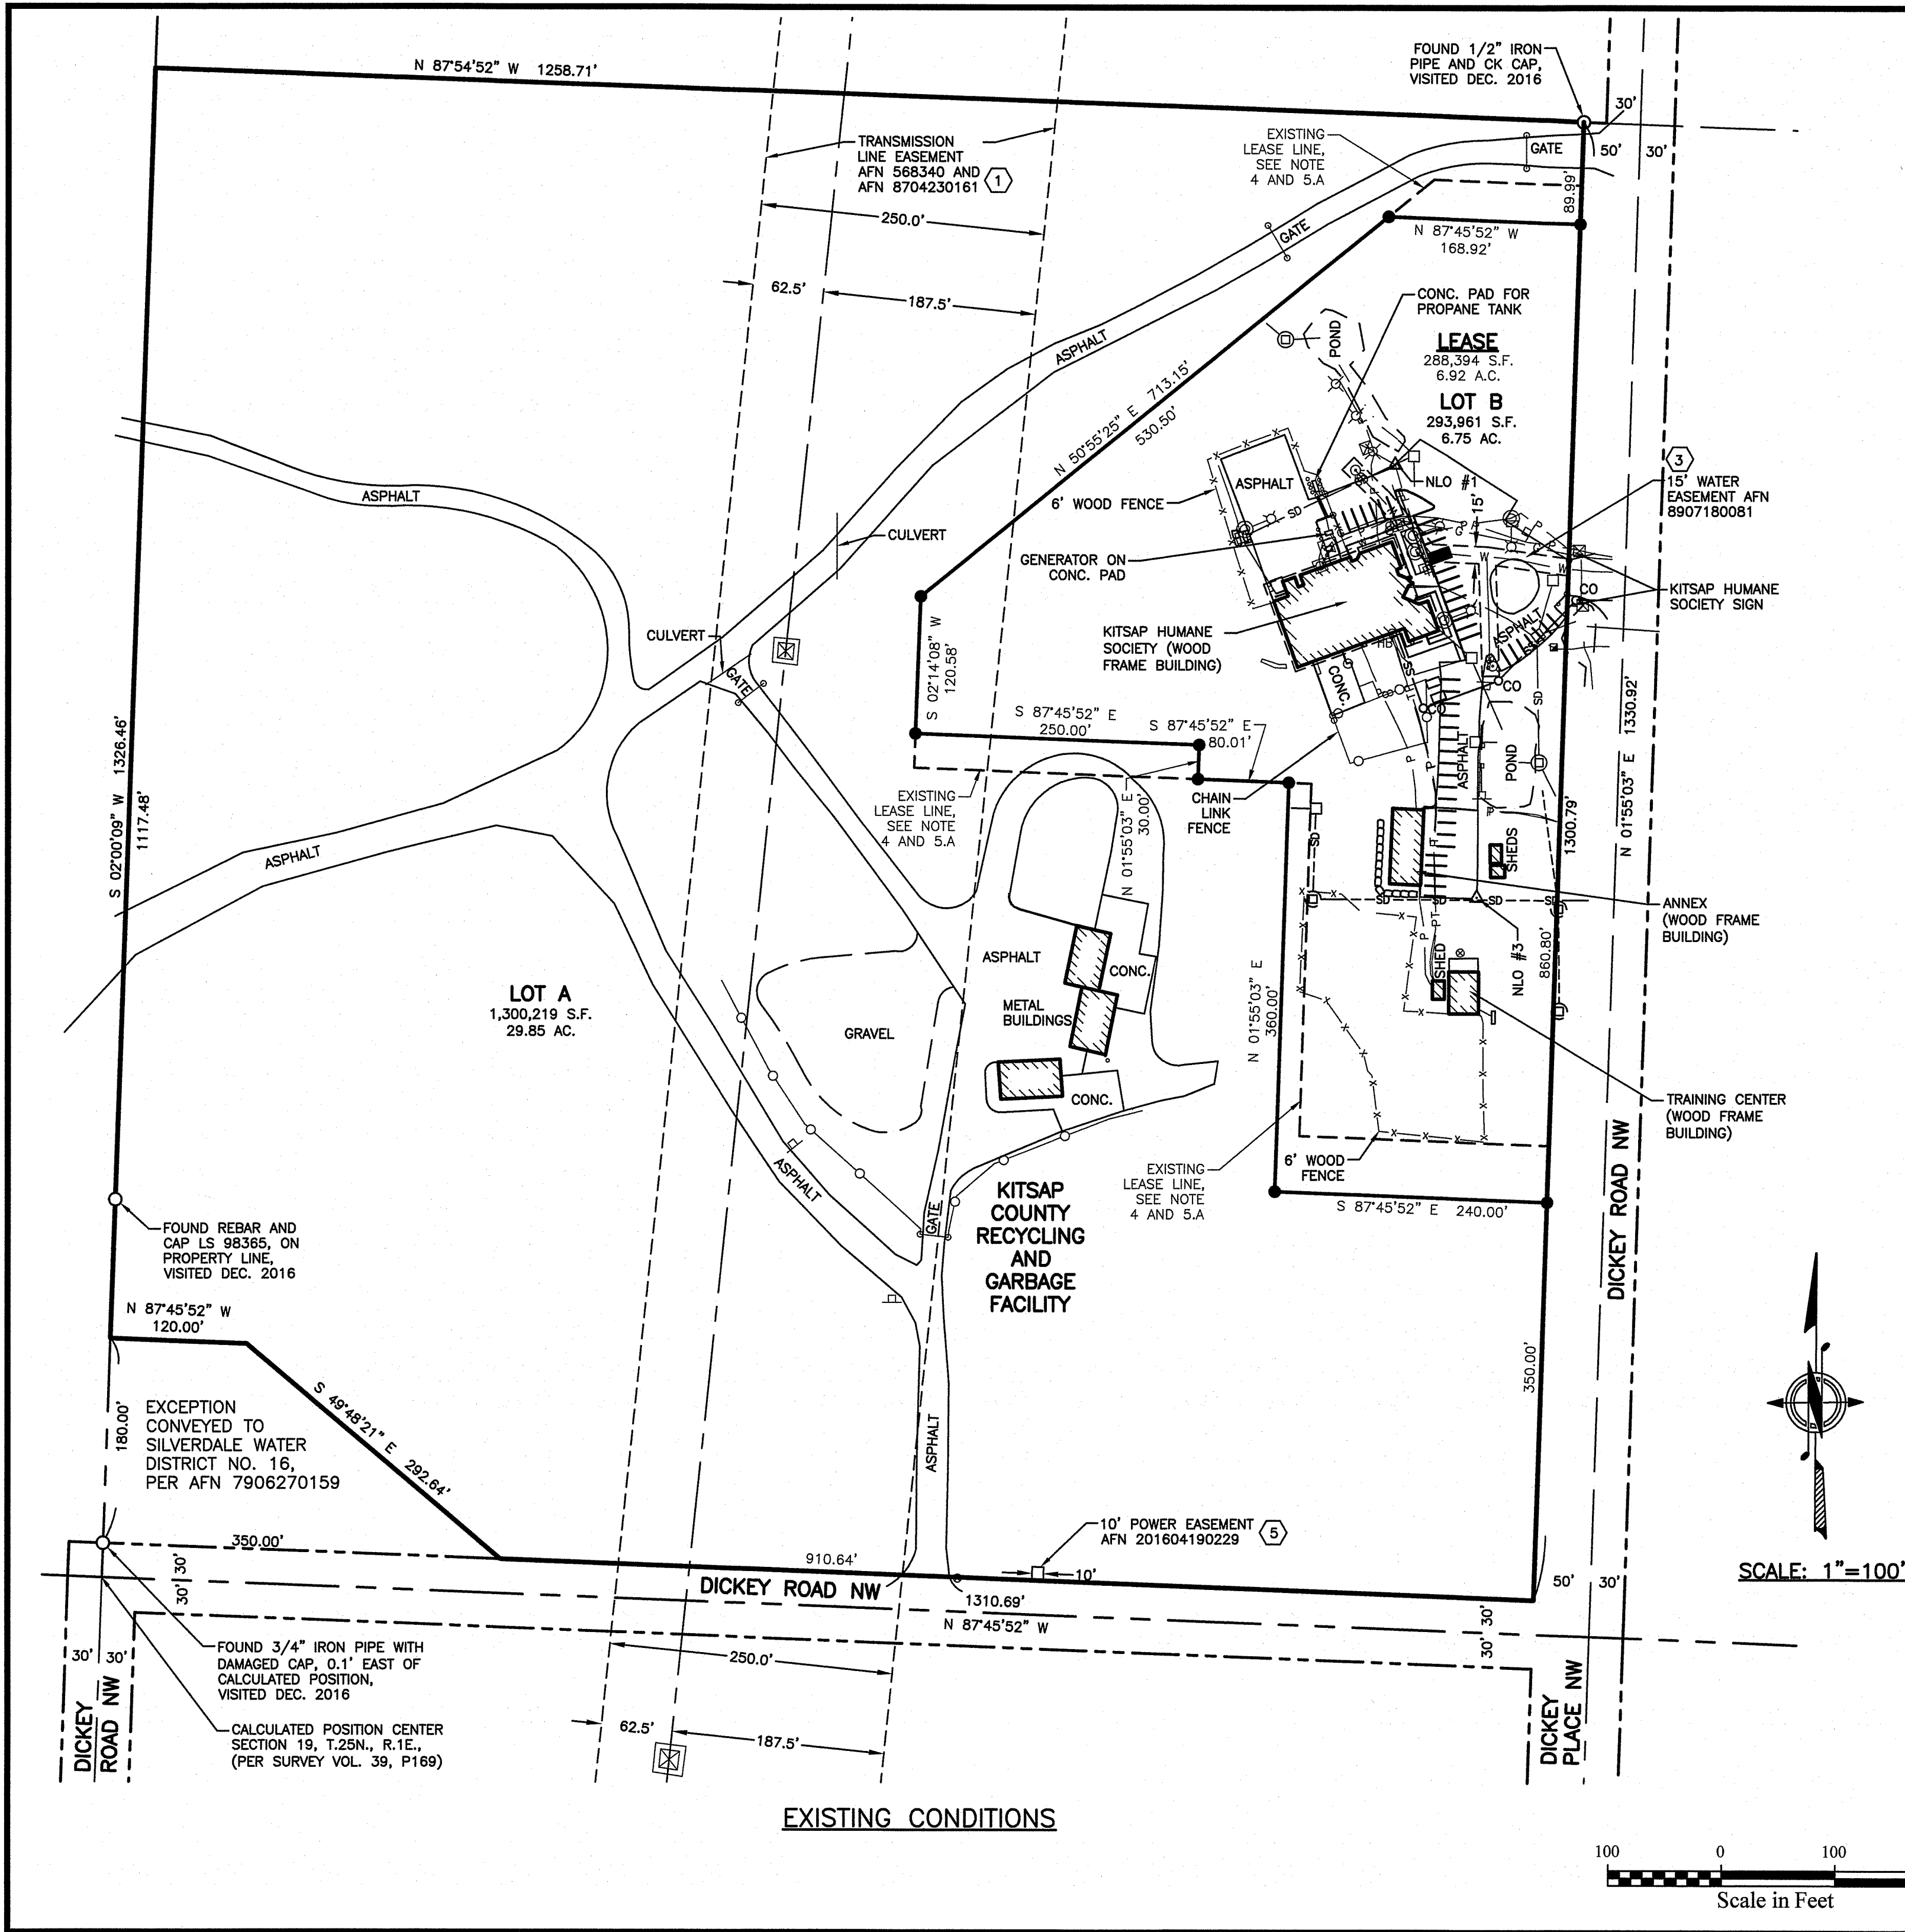 N 87°54'52" W 1258.71'
FOUND 1/2" IRON
PIPE AND CK CAP,
VISITED DEC. 2016
30'
50'
30'
GATE
89.99'
TRANSMISSION
LINE EASEMENT
AFN 568340 AND
AFN 8704230161
1
250.0'
62.5'
187.5'
EXISTING
LEASE LINE,
SEE NOTE
4 AND 5.A
GATE
N 87°45'52" W
168.92'
CONC. PAD FOR
PROPANE TANK
LEASE
288,394 S.F.
6.92 A.C.
LOT B
293,961 S.F.
6.75 AC.
POND
ASPHALT
N 50°55'25" E 713.15'
530.50'
3
15' WATER
EASEMENT AFN
8907180081
ASPHALT
6' WOOD FENCE
ASPHALT
SD
NLO #1
15'
CULVERT
GENERATOR ON
CONC. PAD
KITSAP HUMANE
SOCIETY SIGN
CO
ASPHALT
CULVERT
GATE
S 02°14'08" W
120.58'
KITSAP HUMANE
SOCIETY (WOOD
FRAME BUILDING)
HB
SS
CONC.
CO
CO
SD
S 87°45'52" E
250.00'
S 87°45'52" E
80.01'
N 01°55'03" E 1330.92'
1300.79'
S 02°00'09" W 1326.46'
1117.48'
EXISTING
LEASE LINE,
SEE NOTE
4 AND 5.A
N 01°55'03" E
30.00'
CHAIN
LINK
FENCE
ASPHALT
POND
SD
SHEDS
ASPHALT
ANNEX
(WOOD FRAME
BUILDING)
SD
SD
SD
SD
PT
SHED
NLO #3
860.80'
LOT A
1,300,219 S.F.
29.85 AC.
ASPHALT
CONC.
METAL
BUILDINGS
GRAVEL
CONC.
N 01°55'03" E
360.00'
TRAINING CENTER
(WOOD FRAME
BUILDING)
6' WOOD
FENCE
EXISTING
LEASE LINE,
SEE NOTE
4 AND 5.A
S 87°45'52" E 240.00'
ASPHALT
GATE
KITSAP
COUNTY
RECYCLING
AND
GARBAGE
FACILITY
DICKEY ROAD NW
FOUND REBAR AND
CAP LS 98365, ON
PROPERTY LINE,
VISITED DEC. 2016
N 87°45'52" W
120.00'
180.00'
EXCEPTION
CONVEYED TO
SILVERDALE WATER
DISTRICT NO. 16,
PER AFN 7906270159
S 49°48'21" E 292.64'
ASPHALT
350.00'
10' POWER EASEMENT
AFN 201604190229
5
10'
350.00'
30' 30'
910.64'
DICKEY ROAD NW
1310.69'
N 87°45'52" W
50'
30'
30' 30'
SCALE: 1"=100'
FOUND 3/4" IRON PIPE WITH
DAMAGED CAP, 0.1' EAST OF
CALCULATED POSITION,
VISITED DEC. 2016
30'
30'
DICKEY
ROAD NW
CALCULATED POSITION CENTER
SECTION 19, T.25N., R.1E.,
(PER SURVEY VOL. 39, P169)
250.0'
62.5'
187.5'
DICKEY
PLACE NW
EXISTING CONDITIONS
100
0
100
Scale in Feet